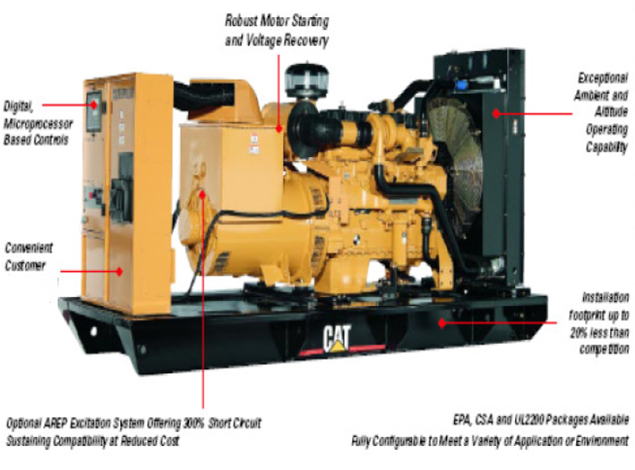 Robust Motor Starting
and Voltage Recovery
Digital,
Microprocessor
Based Controls
Exceptional
Ambient and
Altitude
Operating
Capability
Convenient
Customer
Installation
footprint up to
20% less than
competition
CAT
Optional AREP Excitation System Offering 300% Short Circuit
Sustaining Compatibility at Reduced Cost
EPA, CSA and UL2200 Packages Available
Fully Configurable to Meet a Variety of Application or Environment